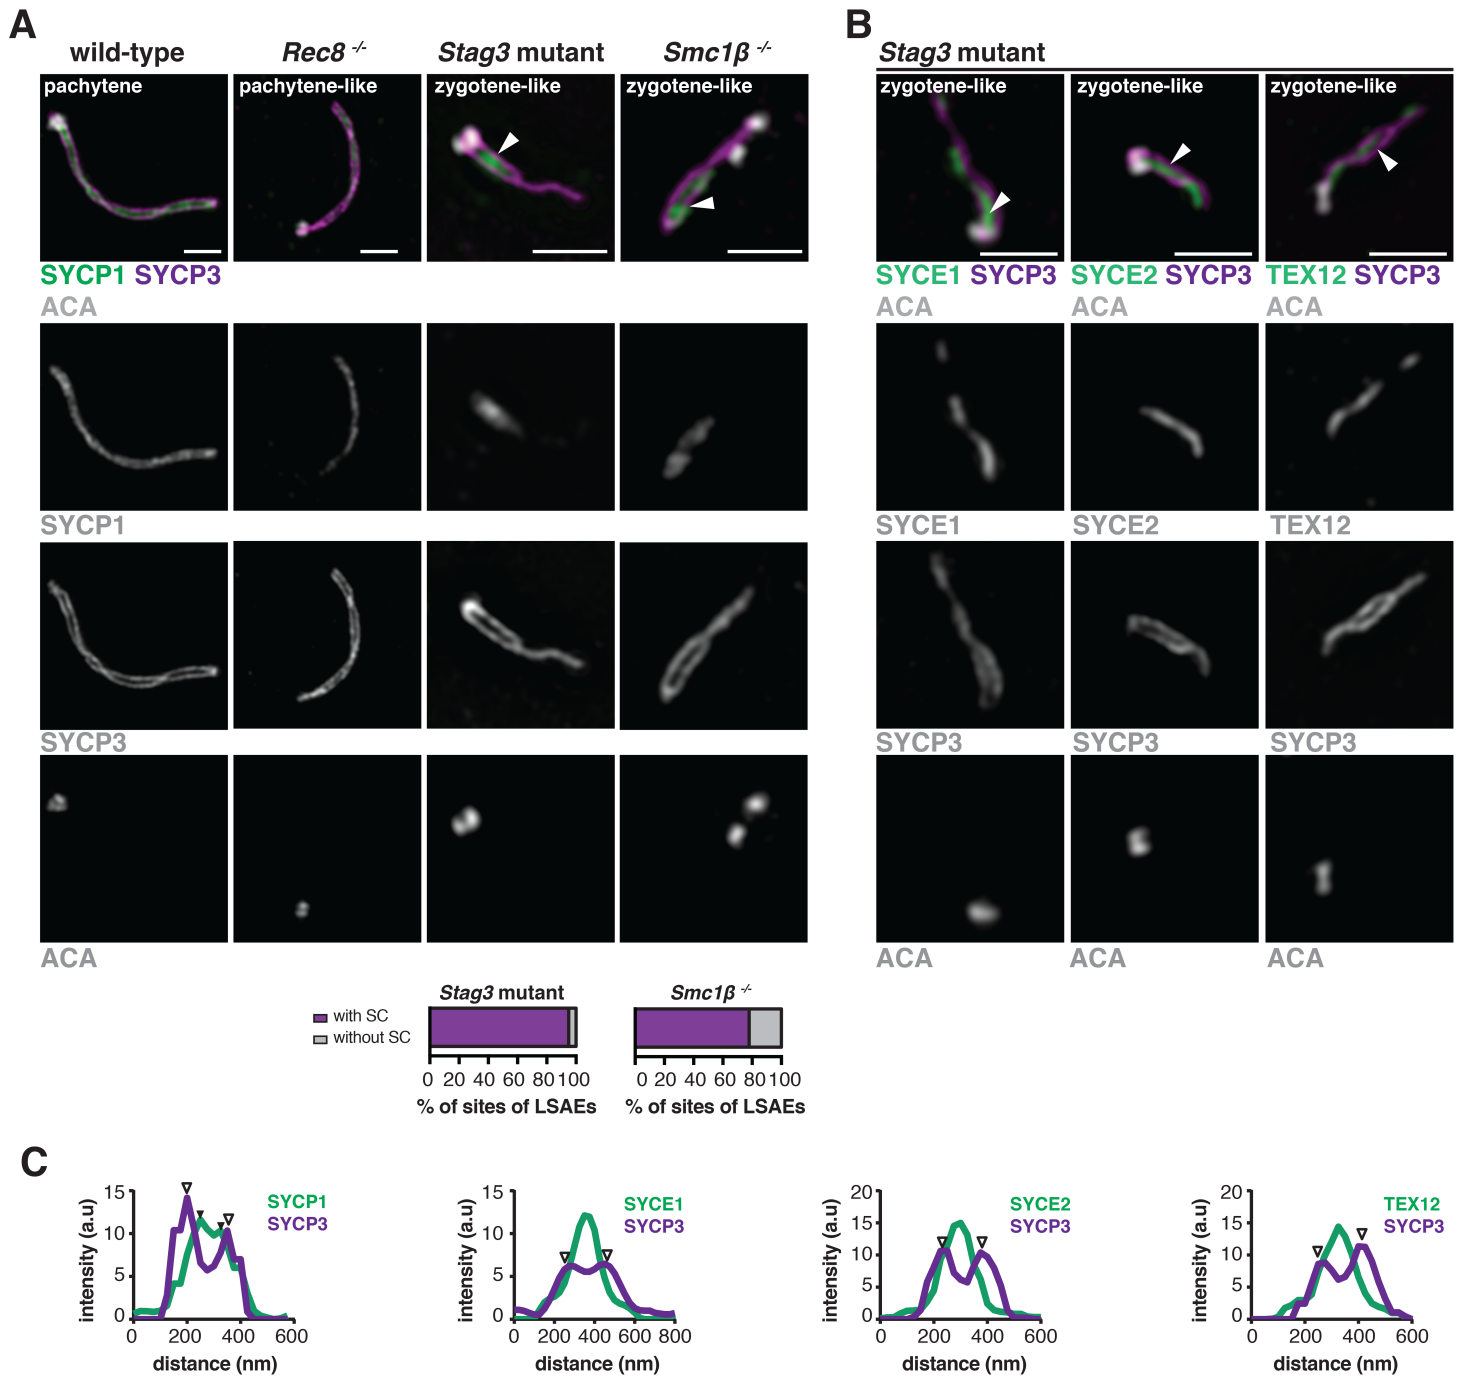 A
B
wild-type
Rec8 -/-
Stag3 mutant
Smc1β -/-
Stag3 mutant
pachytene
pachytene-like
zygotene-like
zygotene-like
zygotene-like
zygotene-like
zygotene-like
SYCP1 SYCP3
SYCE1 SYCP3
SYCE2 SYCP3
TEX12 SYCP3
ACA
ACA
ACA
ACA
SYCP1
SYCE1
SYCE2
TEX12
SYCP3
SYCP3
SYCP3
SYCP3
ACA
ACA
ACA
ACA
Stag3 mutant
Smc1β -/-
with SC
without SC
0 20 40 60 80 100
0 20 40 60 80 100
% of sites of LSAEs
% of sites of LSAEs
C
intensity (a.u)
15
10
5
0
0 200 400 600
distance (nm)
SYCP1
SYCP3
intensity (a.u)
15
10
5
0
0 200 400 600 800
distance (nm)
SYCE1
SYCP3
intensity (a.u)
20
15
10
5
0
0 200 400 600
distance (nm)
SYCE2
SYCP3
intensity (a.u)
20
15
10
5
0
0 200 400 600
distance (nm)
TEX12
SYCP3